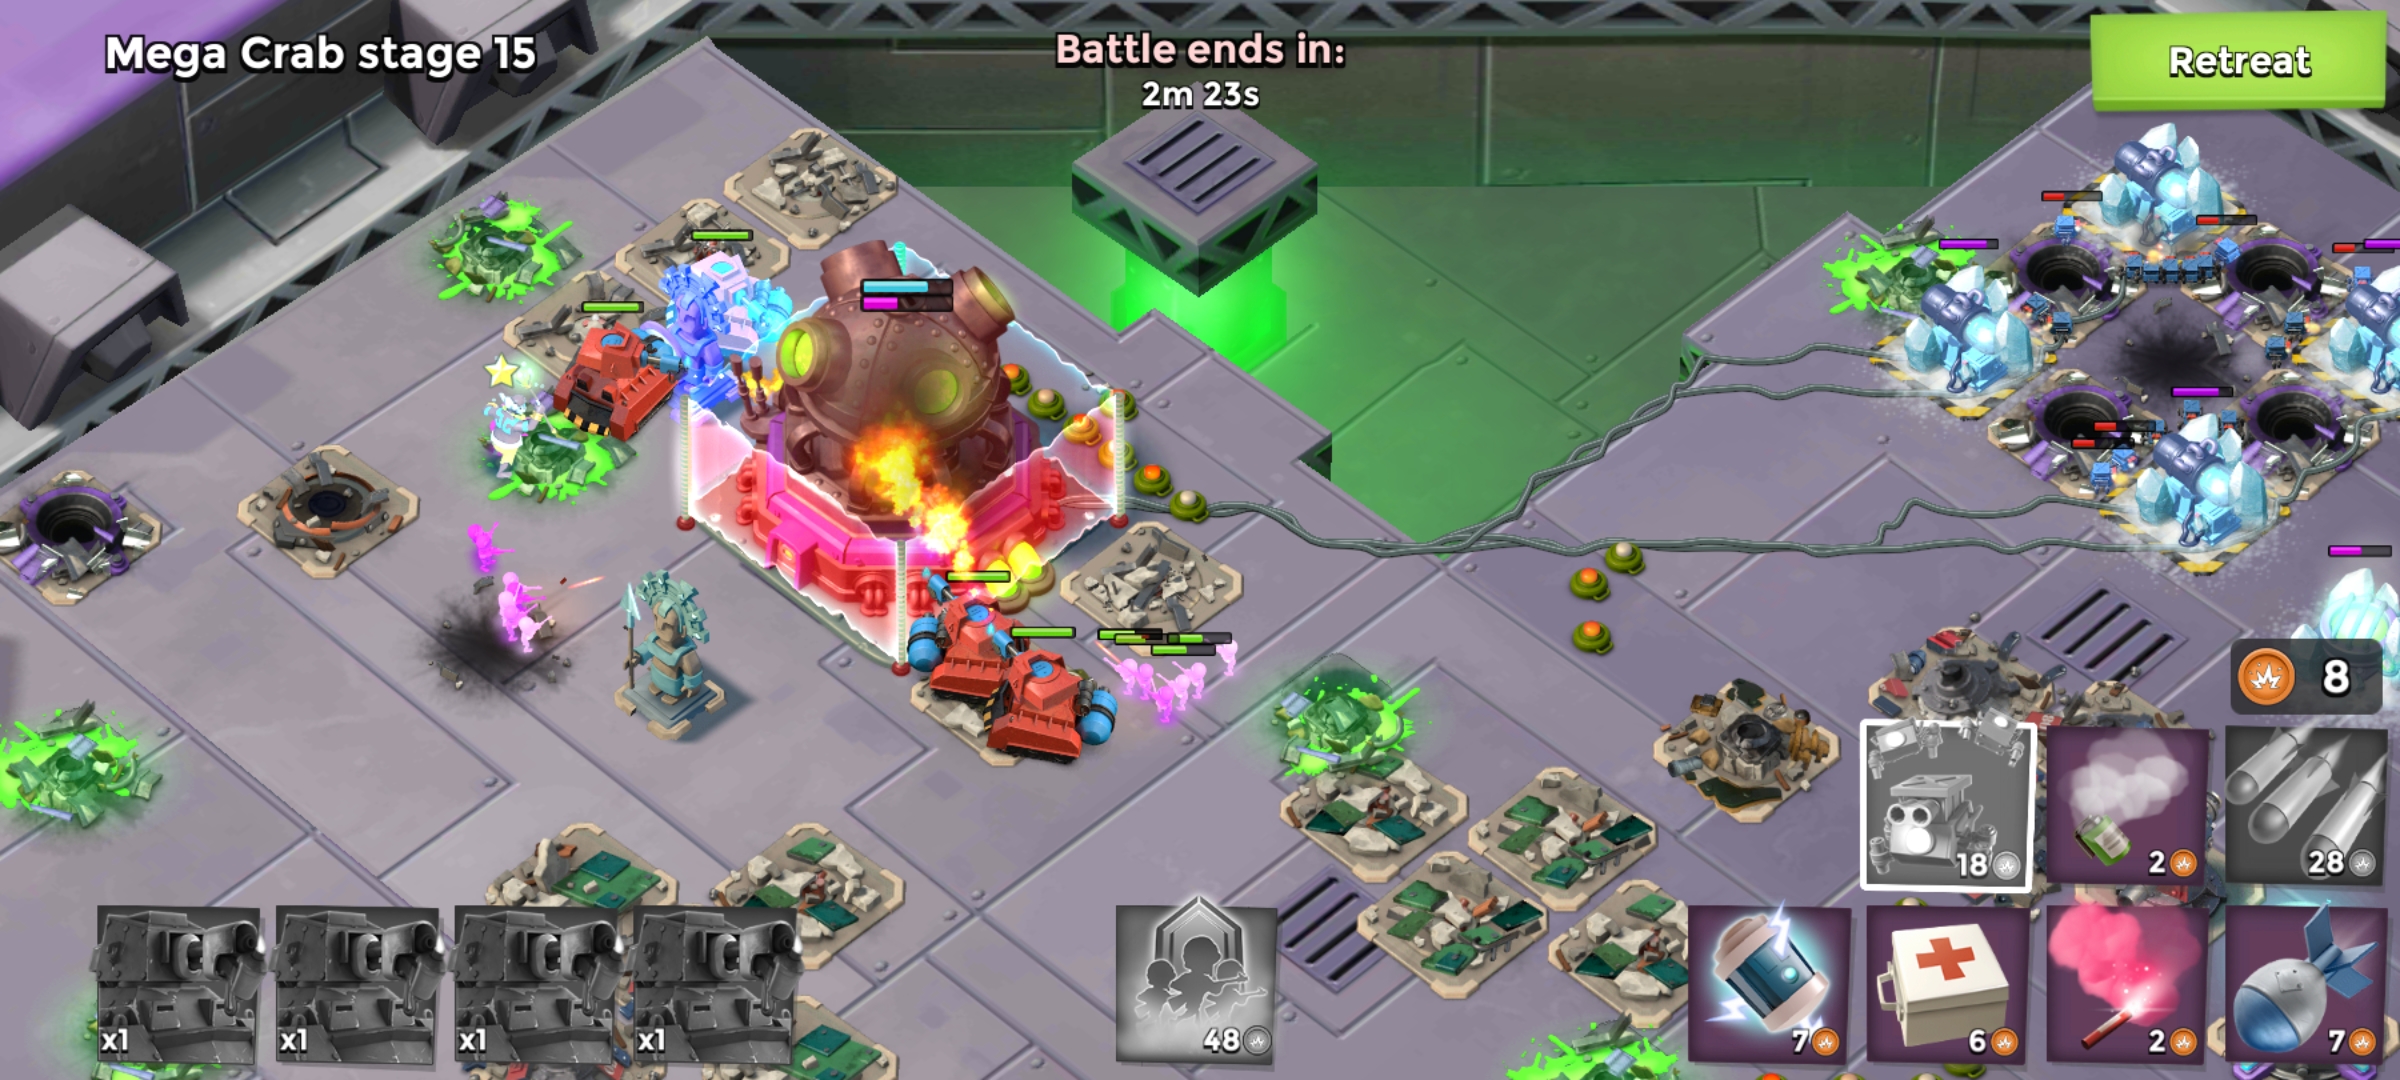 Mega Crab stage 15
Battle ends in:
2m 23s
Retreat
8
18
2
28
x1
x1
x1
x1
48
7
6
2
7